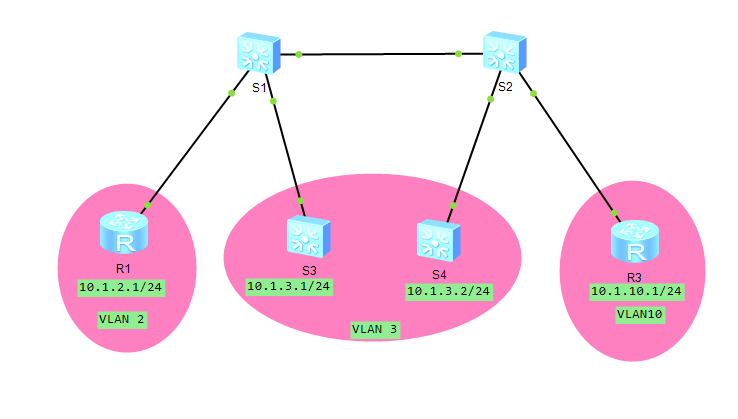 S1
S2
R
R
R1
S3
S4
R3
10.1.2.1/24
10.1.3.1/24
10.1.3.2/24
10.1.10.1/24
VLAN 2
VLAN 3
VLAN10